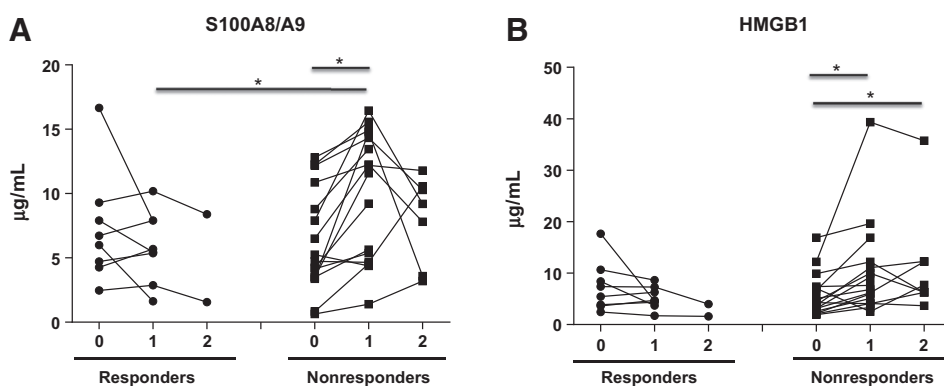 A
S100A8/A9
µg/mL
20
15
10
5
0
*
*
0 1 2 0 1 2
Responders Nonresponders
B
HMGB1
µg/mL
50
40
30
20
10
0
*
*
0 1 2 0 1 2
Responders Nonresponders